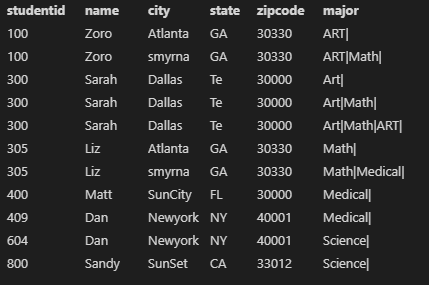 studentid name city state zipcode major
100 Zoro Atlanta GA 30330 ART|
100 Zoro smyrna GA 30330 ART|Math|
300 Sarah Dallas Te 30000 Art|
300 Sarah Dallas Te 30000 Art|Math|
300 Sarah Dallas Te 30000 Art|Math|ART|
305 Liz Atlanta GA 30330 Math|
305 Liz smyrna GA 30330 Math|Medical|
400 Matt SunCity FL 30000 Medical|
409 Dan Newyork NY 40001 Medical|
604 Dan Newyork NY 40001 Science|
800 Sandy SunSet CA 33012 Science|